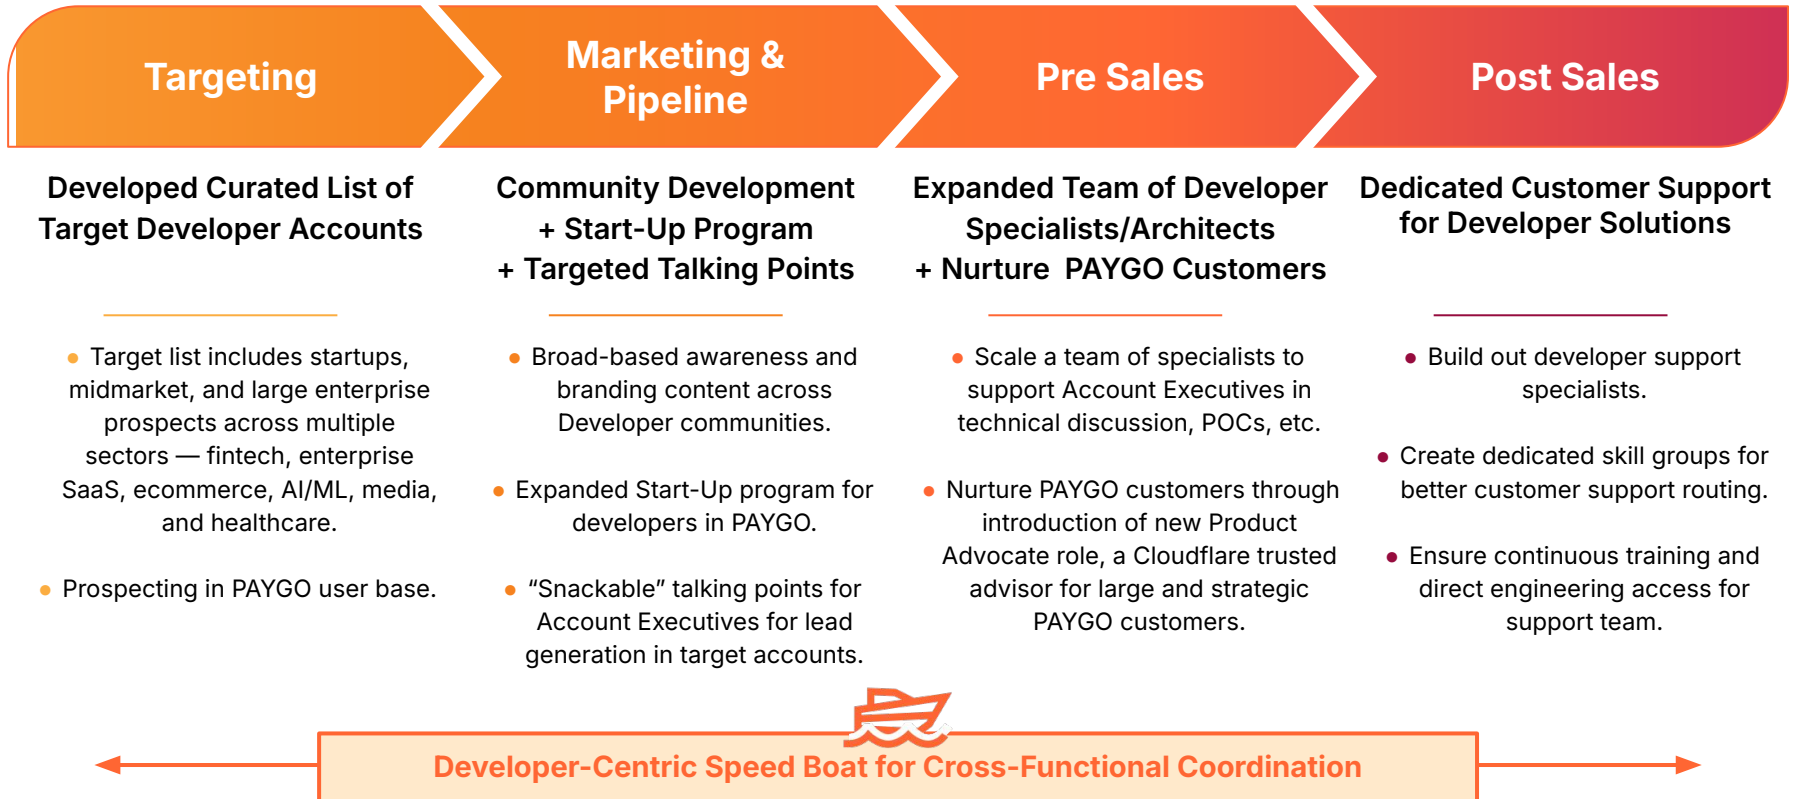 Targeting
Marketing &
Pipeline
Pre Sales
Post Sales
Developed Curated List of
Target Developer Accounts
Community Development
+ Start-Up Program
+ Targeted Talking Points
Expanded Team of Developer
Specialists/Architects
+ Nurture PAYGO Customers
Dedicated Customer Support
for Developer Solutions
• Target list includes startups,
midmarket, and large enterprise
prospects across multiple
sectors — fintech, enterprise
SaaS, ecommerce, AI/ML, media,
and healthcare.
• Prospecting in PAYGO user base.
• Broad-based awareness and
branding content across
Developer communities.
• Expanded Start-Up program for
developers in PAYGO.
• “Snackable” talking points for
Account Executives for lead
generation in target accounts.
• Scale a team of specialists to
support Account Executives in
technical discussion, POCs, etc.
• Nurture PAYGO customers through
introduction of new Product
Advocate role, a Cloudflare trusted
advisor for large and strategic
PAYGO customers.
• Build out developer support
specialists.
• Create dedicated skill groups for
better customer support routing.
• Ensure continuous training and
direct engineering access for
support team.
Developer-Centric Speed Boat for Cross-Functional Coordination